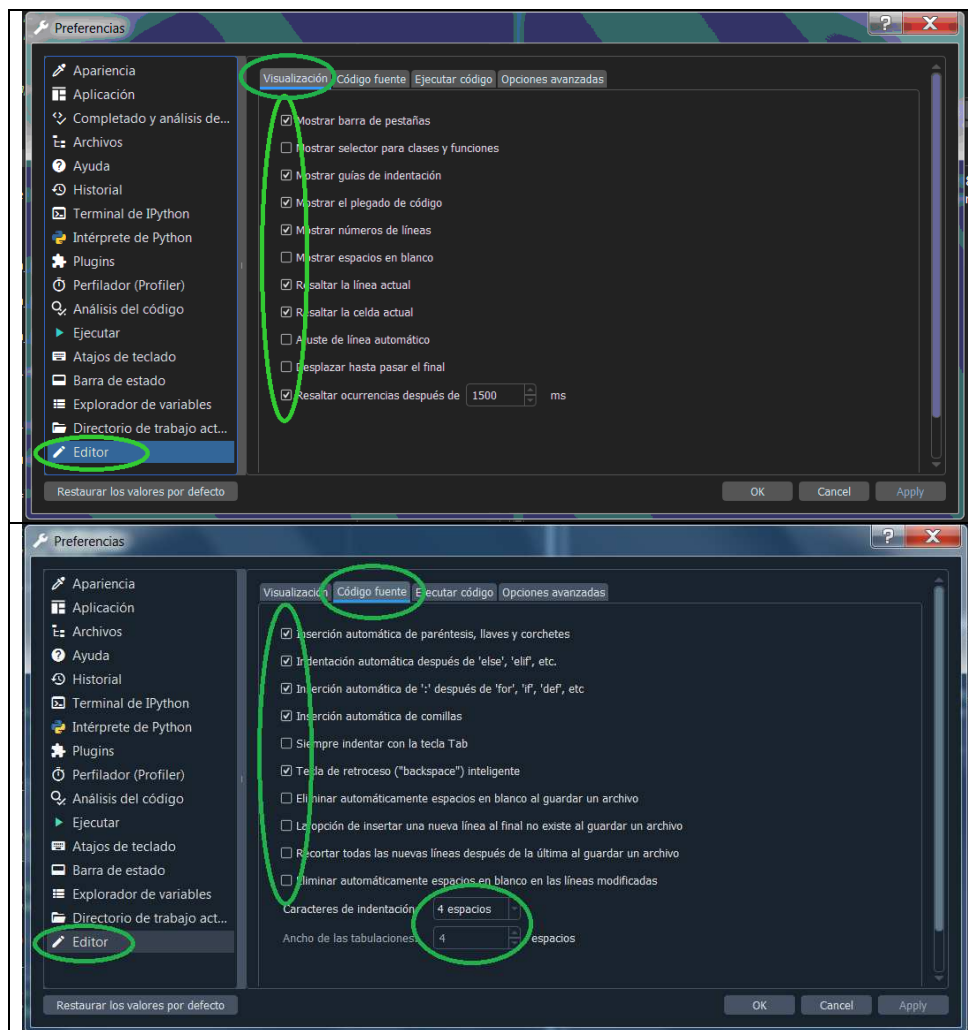 Preferencias
Apariencia
Aplicación
Completado y análisis de...
Archivos
Ayuda
Historial
Terminal de IPython
Intérprete de Python
Plugins
Perfilador (Profiler)
Análisis del código
Ejecutar
Atajos de teclado
Barra de estado
Explorador de variables
Directorio de trabajo act...
Editor
Visualización Código fuente Ejecutar código Opciones avanzadas
Mostrar barra de pestañas
Mostrar selector para clases y funciones
Mostrar guías de indentación
Mostrar el plegado de código
Mostrar números de líneas
Mostrar espacios en blanco
Resaltar la línea actual
Resaltar la celda actual
Ajuste de línea automático
Desplazar hasta pasar el final
Resaltar ocurrencias después de 1500 ms
Restaurar los valores por defecto
OK Cancel Apply
Preferencias
Apariencia
Aplicación
Archivos
Ayuda
Historial
Terminal de IPython
Intérprete de Python
Plugins
Perfilador (Profiler)
Análisis del código
Ejecutar
Atajos de teclado
Barra de estado
Explorador de variables
Directorio de trabajo act...
Editor
Visualización Código fuente Ejecutar código Opciones avanzadas
Inserción automática de paréntesis, llaves y corchetes
Indentación automática después de 'else', 'elif', etc.
Inserción automática de ':' después de 'for', 'if', 'def', etc
Inserción automática de comillas
Siempre indentar con la tecla Tab
Tecla de retroceso ("backspace") inteligente
Eliminar automáticamente espacios en blanco al guardar un archivo
La opción de insertar una nueva línea al final no existe al guardar un archivo
Recortar todas las nuevas líneas después de la última al guardar un archivo
Eliminar automáticamente espacios en blanco en las líneas modificadas
Caracteres de indentación: 4 espacios
Ancho de las tabulaciones: 4 espacios
Restaurar los valores por defecto
OK Cancel Apply